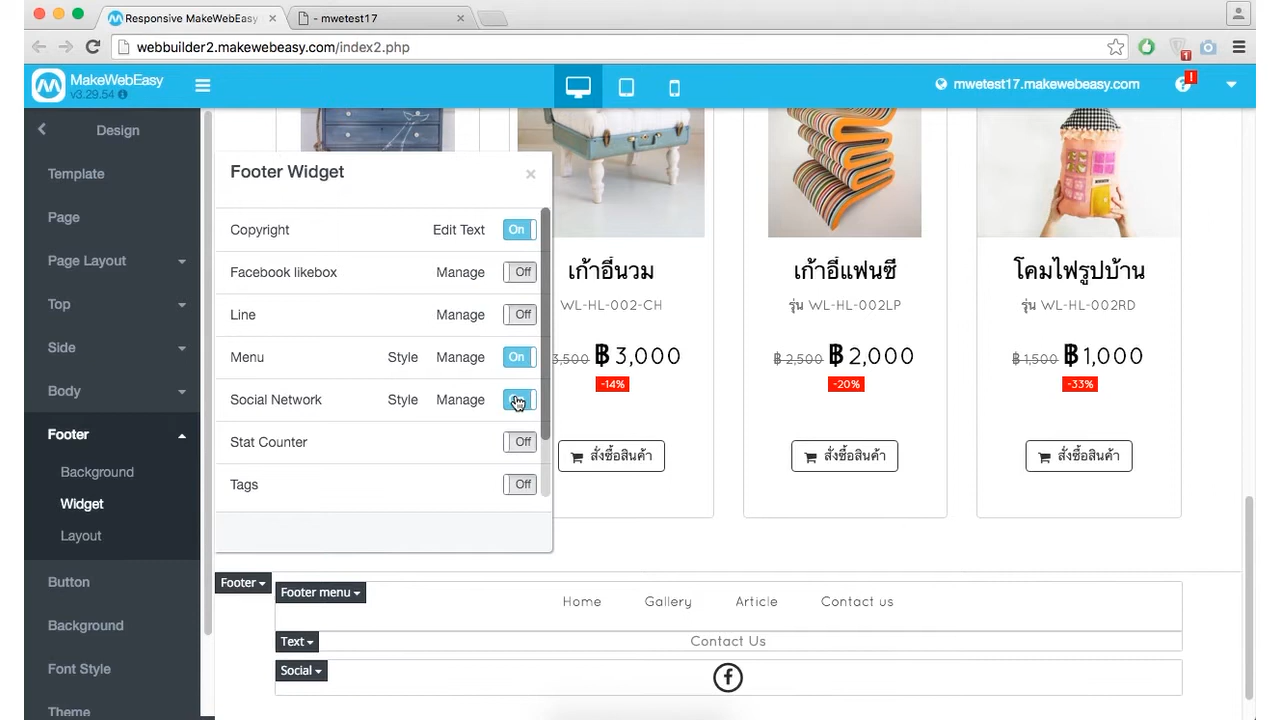 Responsive MakeWebEasy
- mwetest17
webbuilder2.makewebeasy.com/index2.php
1
MakeWebEasy
v3.29.54
mwetest17.makewebeasy.com
!
Design
Template
Page
Page Layout
Top
Side
Body
Footer
Background
Widget
Layout
Button
Background
Font Style
Theme
Footer Widget
Copyright Edit Text On
Facebook likebox Manage Off
Line Manage Off
Menu Style Manage On
Social Network Style Manage
Stat Counter Off
Tags Off
เก้าอี้นวม
WL-HL-002-CH
3,500 ฿ 3,000
-14%
สั่งซื้อสินค้า
เก้าอี้แฟนซี
รุ่น WL-HL-002LP
฿ 2,500 ฿ 2,000
-20%
สั่งซื้อสินค้า
โคมไฟรูปบ้าน
รุ่น WL-HL-002RD
฿ 1,500 ฿ 1,000
-33%
สั่งซื้อสินค้า
Footer
Footer menu
Home Gallery Article Contact us
Text
Contact Us
Social
f